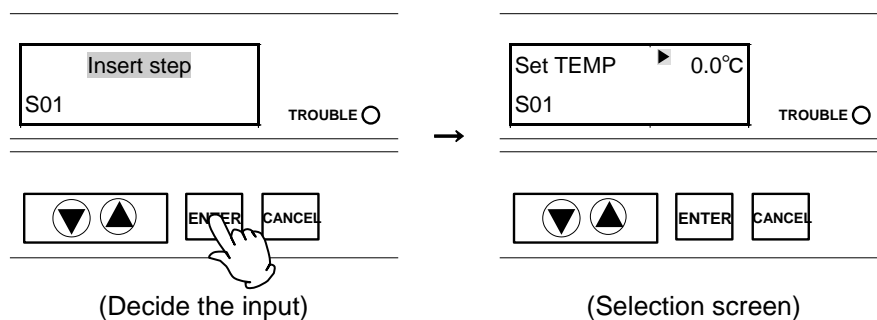 Insert step
S01
TROUBLE
ENTER
CANCEL
(Decide the input)
→
Set TEMP ▶ 0.0℃
S01
TROUBLE
ENTER
CANCEL
(Selection screen)